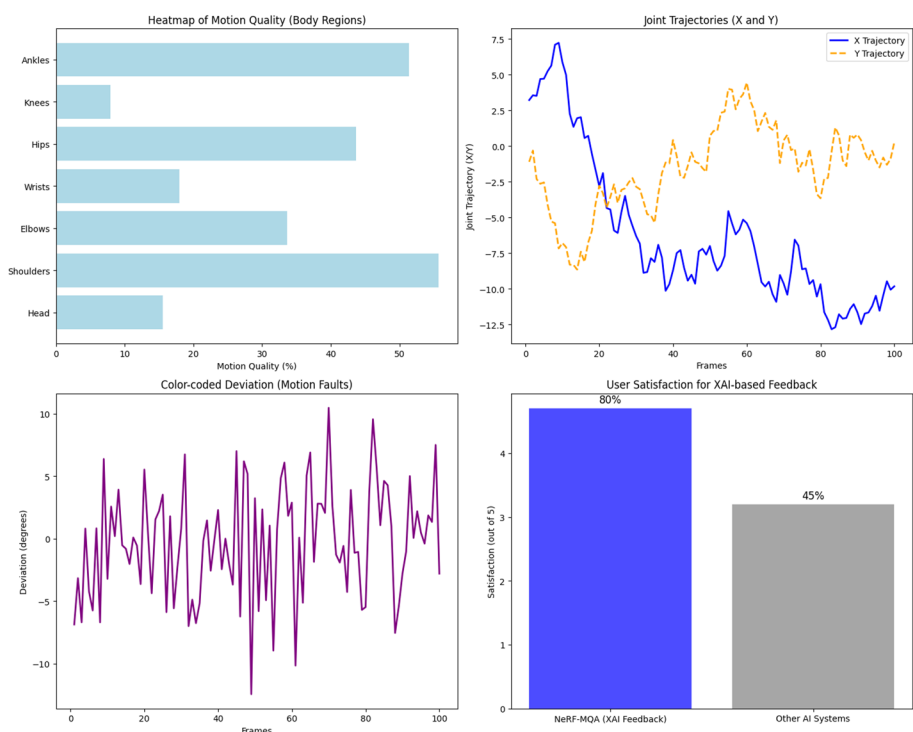 Heatmap of Motion Quality (Body Regions)
Ankles
Knees
Hips
Wrists
Elbows
Shoulders
Head
0 10 20 30 40 50
Motion Quality (%)
Joint Trajectories (X and Y)
X Trajectory
Y Trajectory
Joint Trajectory (X/Y)
7.5
5.0
2.5
0.0
−2.5
−5.0
−7.5
−10.0
−12.5
0 20 40 60 80 100
Frames
Color-coded Deviation (Motion Faults)
Deviation (degrees)
10
5
0
−5
−10
0 20 40 60 80 100
Frames
User Satisfaction for XAI-based Feedback
80%
45%
Satisfaction (out of 5)
4
3
2
1
0
NeRF-MQA (XAI Feedback) Other AI Systems